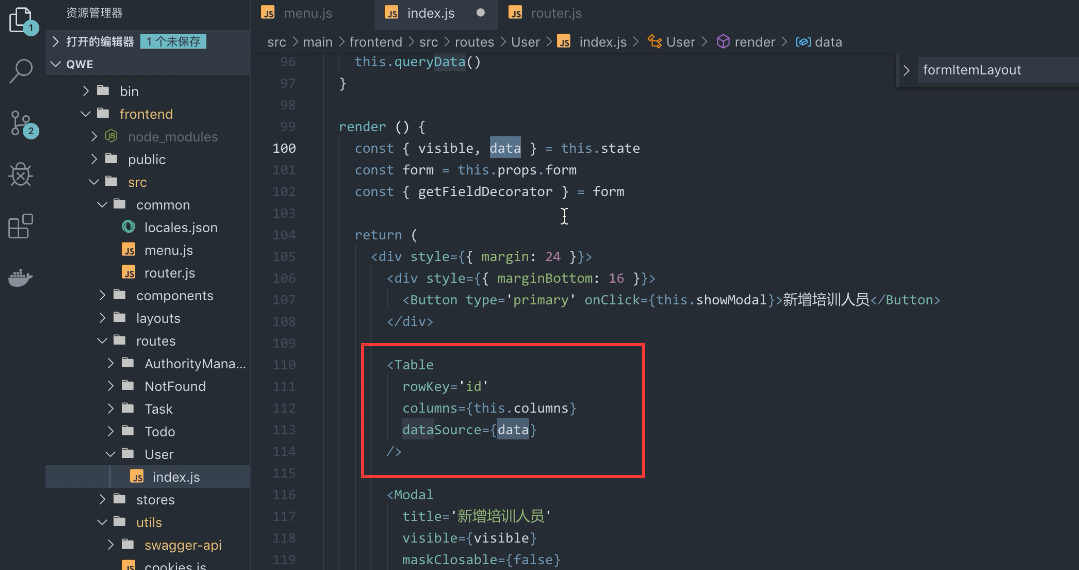 资源管理器
menu.js
index.js
router.js
1
打开的编辑器 1 个未保存
src > main > frontend > src > routes > User > JS index.js > User > render > data
QWE
bin
frontend
node_modules
public
src
common
locales.json
JS menu.js
JS router.js
components
layouts
routes
AuthorityMana...
NotFound
Task
Todo
User
JS index.js
stores
utils
swagger-api
JS cookies.js
2
formItemLayout
96 this.queryData()
97 }
98
99 render () {
100 const { visible, data } = this.state
101 const form = this.props.form
102 const { getFieldDecorator } = form
103
104 return (
105 <div style={{ margin: 24 }}>
106 <div style={{ marginBottom: 16 }}>
107 <Button type='primary' onClick={this.showModal}>新增培训人员</Button>
108 </div>
109
110 <Table
111 rowKey='id'
112 columns={this.columns}
113 dataSource={data}
114 />
115
116 <Modal
117 title='新增培训人员'
118 visible={visible}
119 maskClosable={false}